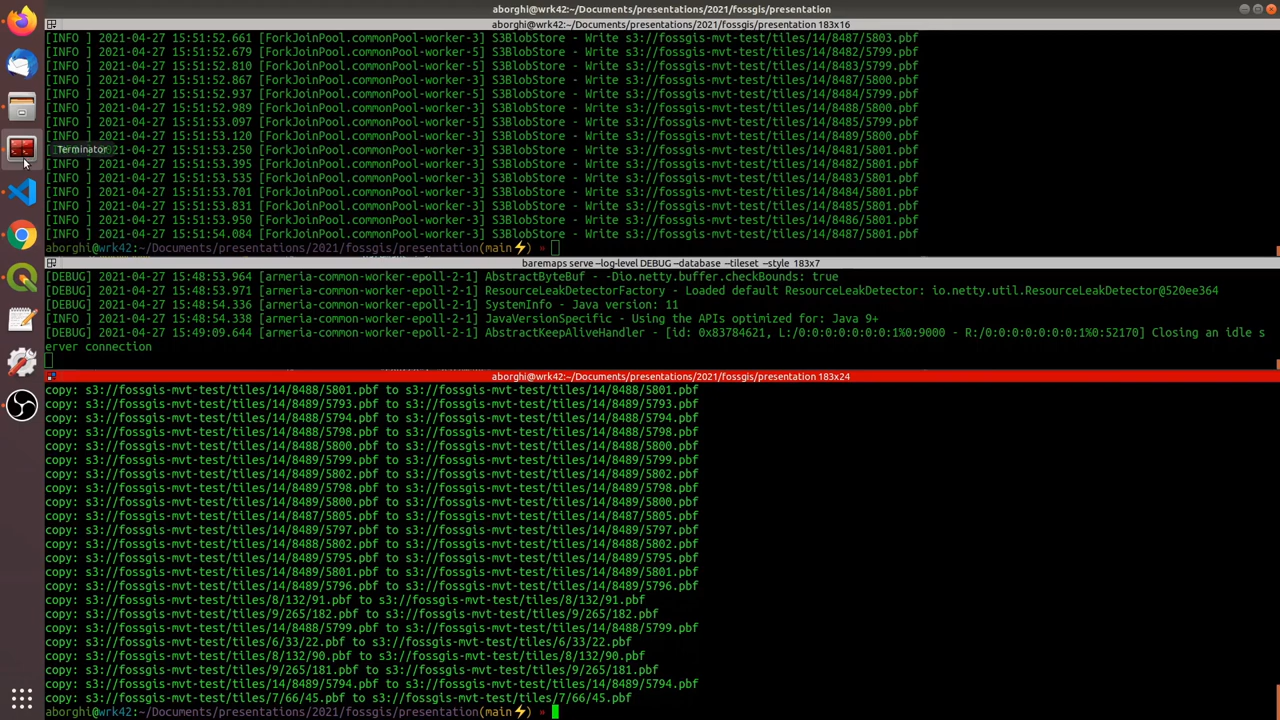 aborghi@wrk42:~/Documents/presentations/2021/fossgis/presentation
aborghi@wrk42:~/Documents/presentations/2021/fossgis/presentation 183x16
[INFO ] 2021-04-27 15:51:52.661 [ForkJoinPool.commonPool-worker-3] S3BlobStore - Write s3://fossgis-mvt-test/tiles/14/8487/5803.pbf
[INFO ] 2021-04-27 15:51:52.679 [ForkJoinPool.commonPool-worker-5] S3BlobStore - Write s3://fossgis-mvt-test/tiles/14/8482/5799.pbf
[INFO ] 2021-04-27 15:51:52.810 [ForkJoinPool.commonPool-worker-5] S3BlobStore - Write s3://fossgis-mvt-test/tiles/14/8483/5799.pbf
[INFO ] 2021-04-27 15:51:52.867 [ForkJoinPool.commonPool-worker-3] S3BlobStore - Write s3://fossgis-mvt-test/tiles/14/8487/5800.pbf
[INFO ] 2021-04-27 15:51:52.937 [ForkJoinPool.commonPool-worker-5] S3BlobStore - Write s3://fossgis-mvt-test/tiles/14/8484/5799.pbf
[INFO ] 2021-04-27 15:51:52.989 [ForkJoinPool.commonPool-worker-3] S3BlobStore - Write s3://fossgis-mvt-test/tiles/14/8488/5800.pbf
[INFO ] 2021-04-27 15:51:53.097 [ForkJoinPool.commonPool-worker-5] S3BlobStore - Write s3://fossgis-mvt-test/tiles/14/8485/5799.pbf
[INFO ] 2021-04-27 15:51:53.120 [ForkJoinPool.commonPool-worker-3] S3BlobStore - Write s3://fossgis-mvt-test/tiles/14/8489/5800.pbf
[INFO ] 2021-04-27 15:51:53.250 [ForkJoinPool.commonPool-worker-3] S3BlobStore - Write s3://fossgis-mvt-test/tiles/14/8481/5801.pbf
[INFO ] 2021-04-27 15:51:53.395 [ForkJoinPool.commonPool-worker-3] S3BlobStore - Write s3://fossgis-mvt-test/tiles/14/8482/5801.pbf
[INFO ] 2021-04-27 15:51:53.535 [ForkJoinPool.commonPool-worker-3] S3BlobStore - Write s3://fossgis-mvt-test/tiles/14/8483/5801.pbf
[INFO ] 2021-04-27 15:51:53.701 [ForkJoinPool.commonPool-worker-3] S3BlobStore - Write s3://fossgis-mvt-test/tiles/14/8484/5801.pbf
[INFO ] 2021-04-27 15:51:53.831 [ForkJoinPool.commonPool-worker-3] S3BlobStore - Write s3://fossgis-mvt-test/tiles/14/8485/5801.pbf
[INFO ] 2021-04-27 15:51:53.950 [ForkJoinPool.commonPool-worker-3] S3BlobStore - Write s3://fossgis-mvt-test/tiles/14/8486/5801.pbf
[INFO ] 2021-04-27 15:51:54.084 [ForkJoinPool.commonPool-worker-3] S3BlobStore - Write s3://fossgis-mvt-test/tiles/14/8487/5801.pbf
Terminator
aborghi@wrk42:~/Documents/presentations/2021/fossgis/presentation(main⚡) »
baremaps serve –log-level DEBUG –database –tileset –style 183x7
[DEBUG] 2021-04-27 15:48:53.964 [armeria-common-worker-epoll-2-1] AbstractByteBuf - -Dio.netty.buffer.checkBounds: true
[DEBUG] 2021-04-27 15:48:53.971 [armeria-common-worker-epoll-2-1] ResourceLeakDetectorFactory - Loaded default ResourceLeakDetector: io.netty.util.ResourceLeakDetector@520ee364
[DEBUG] 2021-04-27 15:48:54.336 [armeria-common-worker-epoll-2-1] SystemInfo - Java version: 11
[INFO ] 2021-04-27 15:48:54.338 [armeria-common-worker-epoll-2-1] JavaVersionSpecific - Using the APIs optimized for: Java 9+
[DEBUG] 2021-04-27 15:49:09.644 [armeria-common-worker-epoll-2-1] AbstractKeepAliveHandler - [id: 0x83784621, L:/0:0:0:0:0:0:0:1%0:9000 - R:/0:0:0:0:0:0:0:1%0:52170] Closing an idle s
erver connection
aborghi@wrk42:~/Documents/presentations/2021/fossgis/presentation 183x24
copy: s3://fossgis-mvt-test/tiles/14/8488/5801.pbf to s3://fossgis-mvt-test/tiles/14/8488/5801.pbf
copy: s3://fossgis-mvt-test/tiles/14/8489/5793.pbf to s3://fossgis-mvt-test/tiles/14/8489/5793.pbf
copy: s3://fossgis-mvt-test/tiles/14/8488/5794.pbf to s3://fossgis-mvt-test/tiles/14/8488/5794.pbf
copy: s3://fossgis-mvt-test/tiles/14/8488/5798.pbf to s3://fossgis-mvt-test/tiles/14/8488/5798.pbf
copy: s3://fossgis-mvt-test/tiles/14/8488/5800.pbf to s3://fossgis-mvt-test/tiles/14/8488/5800.pbf
copy: s3://fossgis-mvt-test/tiles/14/8489/5799.pbf to s3://fossgis-mvt-test/tiles/14/8489/5799.pbf
copy: s3://fossgis-mvt-test/tiles/14/8489/5802.pbf to s3://fossgis-mvt-test/tiles/14/8489/5802.pbf
copy: s3://fossgis-mvt-test/tiles/14/8489/5798.pbf to s3://fossgis-mvt-test/tiles/14/8489/5798.pbf
copy: s3://fossgis-mvt-test/tiles/14/8489/5800.pbf to s3://fossgis-mvt-test/tiles/14/8489/5800.pbf
copy: s3://fossgis-mvt-test/tiles/14/8487/5805.pbf to s3://fossgis-mvt-test/tiles/14/8487/5805.pbf
copy: s3://fossgis-mvt-test/tiles/14/8489/5797.pbf to s3://fossgis-mvt-test/tiles/14/8489/5797.pbf
copy: s3://fossgis-mvt-test/tiles/14/8488/5802.pbf to s3://fossgis-mvt-test/tiles/14/8488/5802.pbf
copy: s3://fossgis-mvt-test/tiles/14/8489/5795.pbf to s3://fossgis-mvt-test/tiles/14/8489/5795.pbf
copy: s3://fossgis-mvt-test/tiles/14/8489/5801.pbf to s3://fossgis-mvt-test/tiles/14/8489/5801.pbf
copy: s3://fossgis-mvt-test/tiles/14/8489/5796.pbf to s3://fossgis-mvt-test/tiles/14/8489/5796.pbf
copy: s3://fossgis-mvt-test/tiles/8/132/91.pbf to s3://fossgis-mvt-test/tiles/8/132/91.pbf
copy: s3://fossgis-mvt-test/tiles/9/265/182.pbf to s3://fossgis-mvt-test/tiles/9/265/182.pbf
copy: s3://fossgis-mvt-test/tiles/14/8488/5799.pbf to s3://fossgis-mvt-test/tiles/14/8488/5799.pbf
copy: s3://fossgis-mvt-test/tiles/6/33/22.pbf to s3://fossgis-mvt-test/tiles/6/33/22.pbf
copy: s3://fossgis-mvt-test/tiles/8/132/90.pbf to s3://fossgis-mvt-test/tiles/8/132/90.pbf
copy: s3://fossgis-mvt-test/tiles/9/265/181.pbf to s3://fossgis-mvt-test/tiles/9/265/181.pbf
copy: s3://fossgis-mvt-test/tiles/14/8489/5794.pbf to s3://fossgis-mvt-test/tiles/14/8489/5794.pbf
copy: s3://fossgis-mvt-test/tiles/7/66/45.pbf to s3://fossgis-mvt-test/tiles/7/66/45.pbf
aborghi@wrk42:~/Documents/presentations/2021/fossgis/presentation(main⚡) »